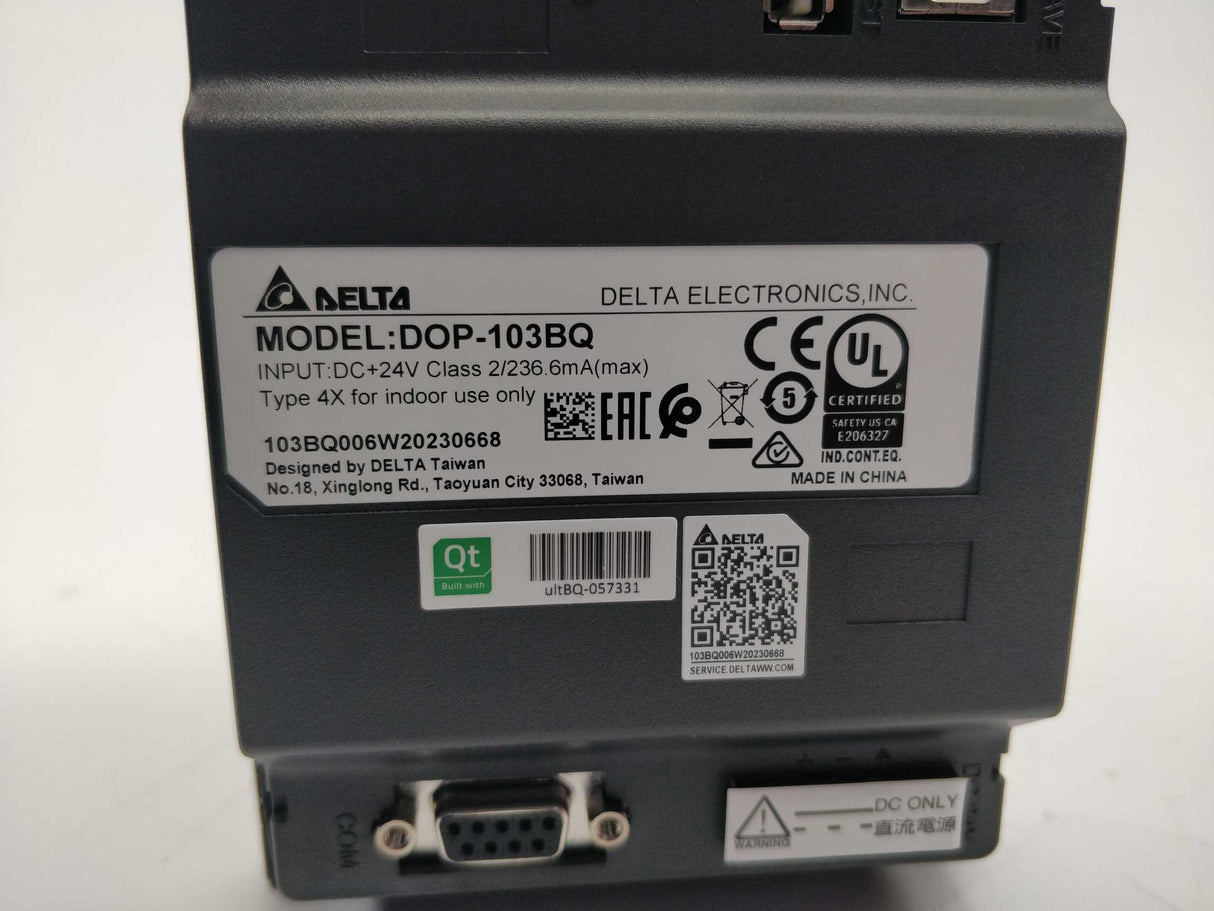 DELTA
DELTA ELECTRONICS,INC.
MODEL:DOP-103BQ
INPUT:DC+24V Class 2/236.6mA(max)
Type 4X for indoor use only
EAC
5
CE
UL
®
CERTIFIED
SAFETY US CA
E206327
IND.CONT.EQ.
103BQ006W20230668
Designed by DELTA Taiwan
No.18, Xinglong Rd., Taoyuan City 33068, Taiwan
MADE IN CHINA
Qt
Built with
ultBQ-057331
DELTA
103BQ006W20230668
SERVICE.DELTAWW.COM
COM
+ -
WARNING
DC ONLY
直流電源